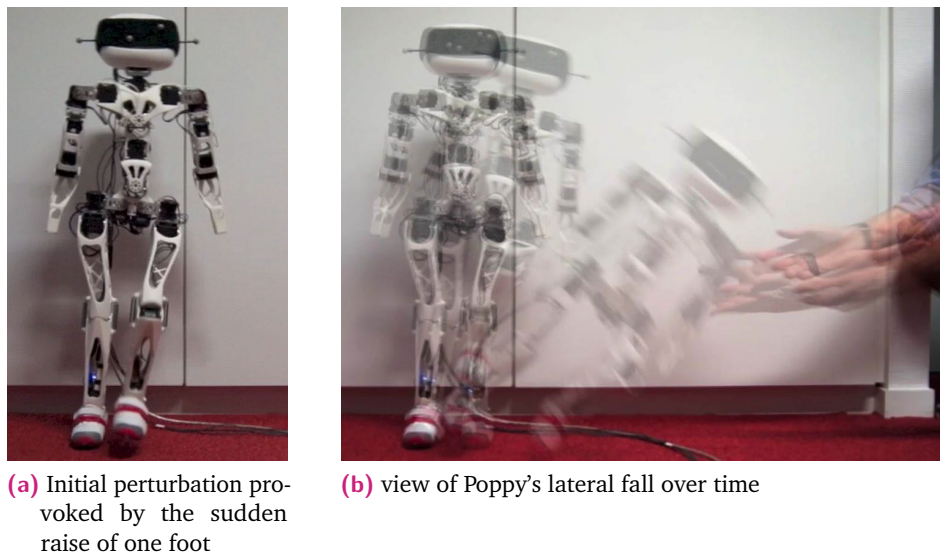 (a) Initial perturbation pro-
voked by the sudden
raise of one foot
(b) view of Poppy's lateral fall over time